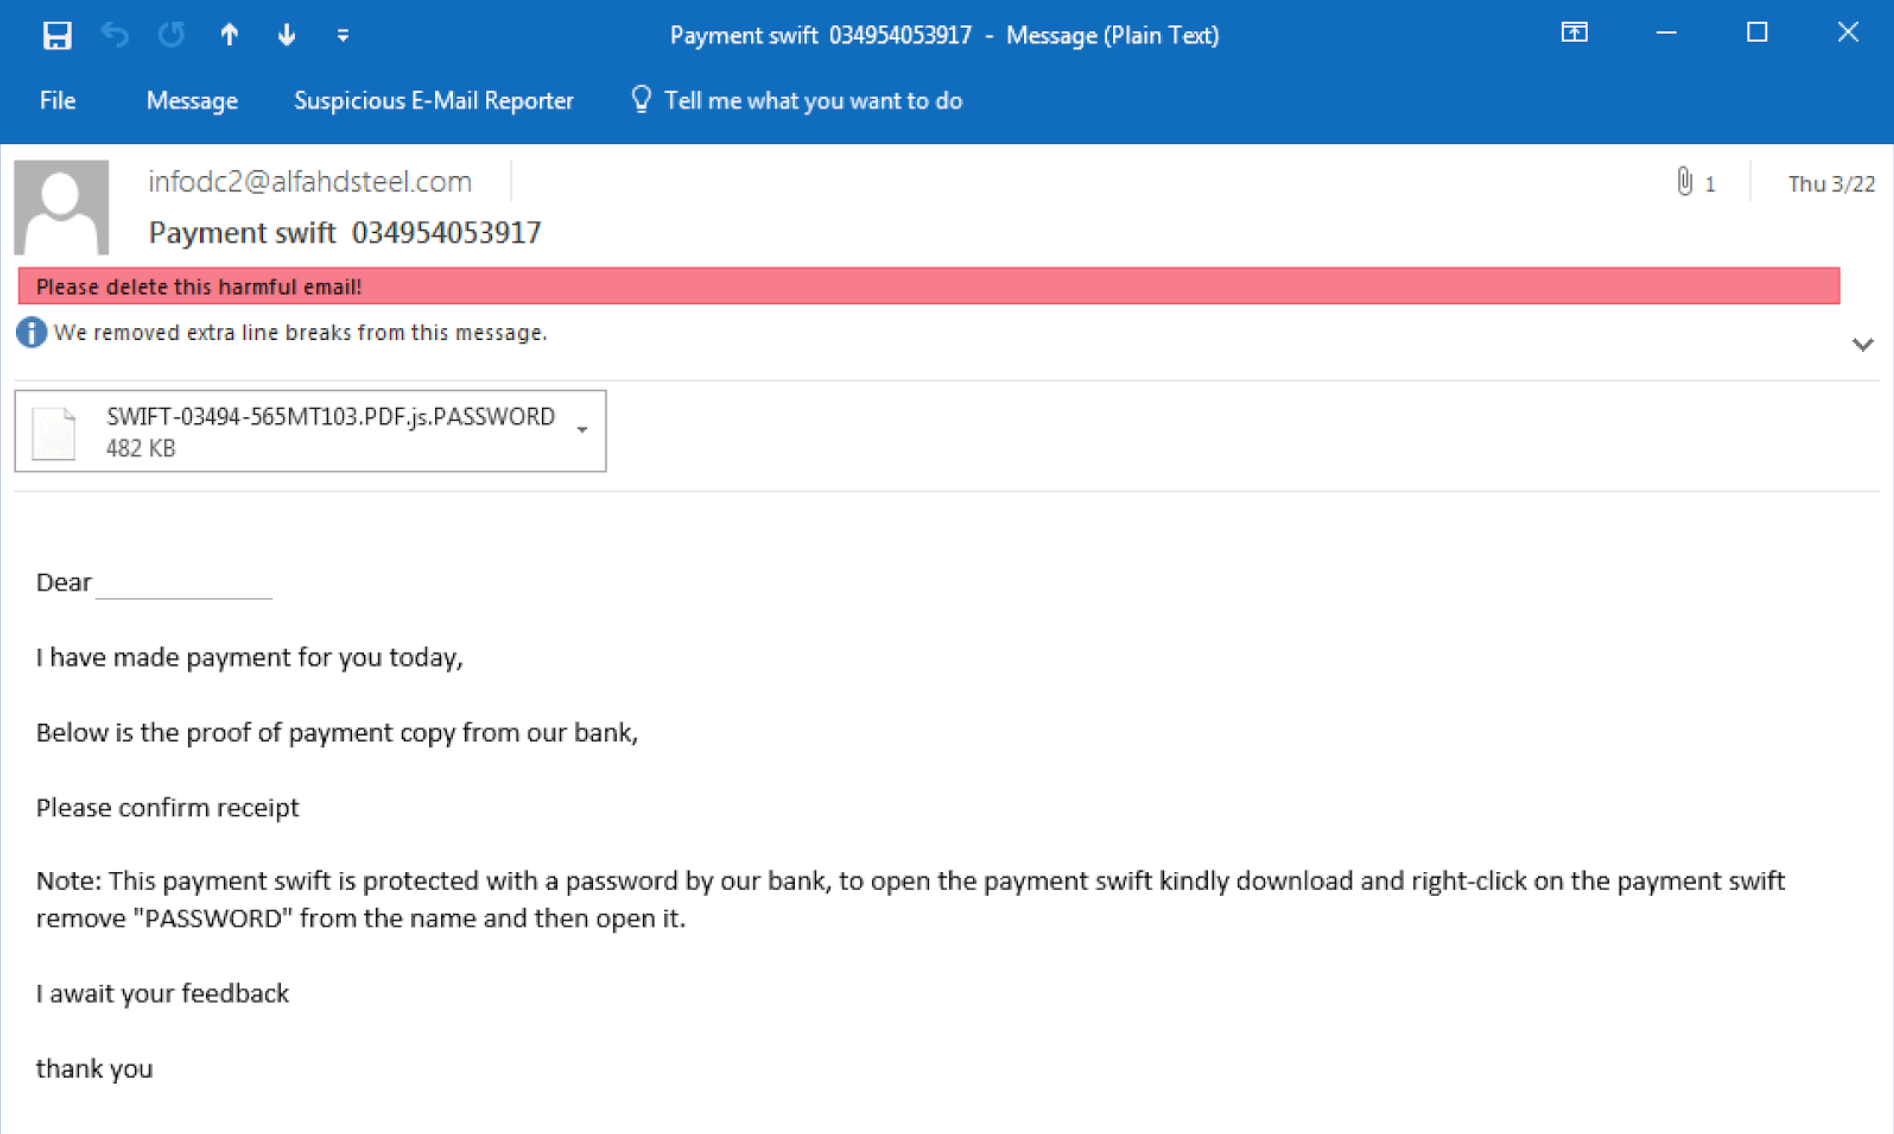 Payment swift  034954053917  -  Message (Plain Text)
File    Message    Suspicious E-Mail Reporter    Tell me what you want to do
infodc2@alfahdsteel.com    1    Thu 3/22
Payment swift  034954053917
Please delete this harmful email!
We removed extra line breaks from this message.
SWIFT-03494-565MT103.PDF.js.PASSWORD
482 KB
Dear
I have made payment for you today,
Below is the proof of payment copy from our bank,
Please confirm receipt
Note: This payment swift is protected with a password by our bank, to open the payment swift kindly download and right-click on the payment swift
remove "PASSWORD" from the name and then open it.
I await your feedback
thank you